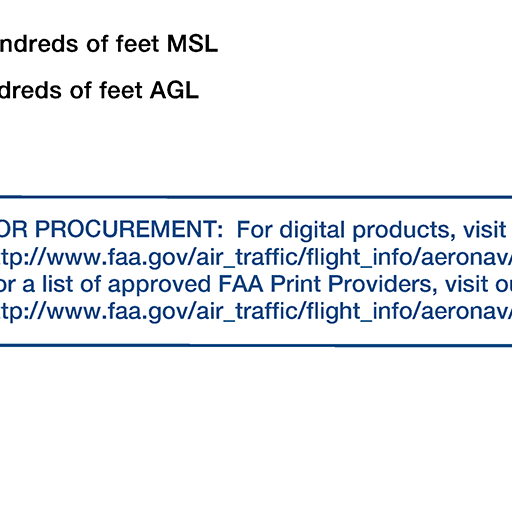 ndreds of feet MSL
dreds of feet AGL
OR PROCUREMENT: For digital products, visit
tp://www.faa.gov/air_traffic/flight_info/aeronav/
or a list of approved FAA Print Providers, visit ou
tp://www.faa.gov/air_traffic/flight_info/aeronav/